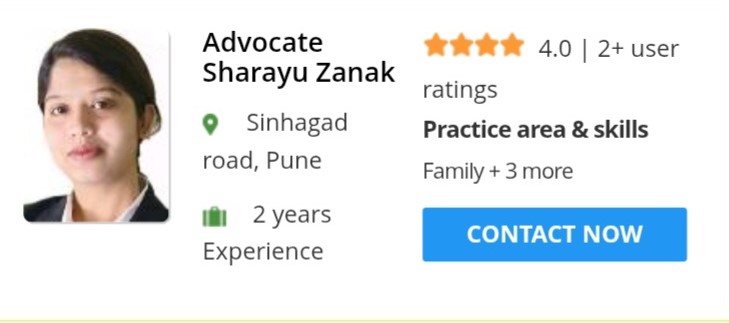 Advocate
Sharayu Zanak
Sinhagad
road, Pune
2 years
Experience
4.0 | 2+ user
ratings
Practice area & skills
Family + 3 more
CONTACT NOW